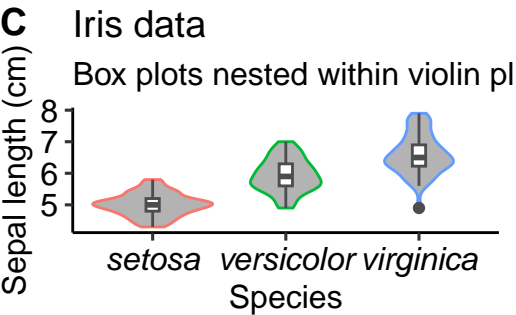 C Iris data
Box plots nested within violin pl
Sepal length (cm)
8
7
6
5
setosa versicolor virginica
Species